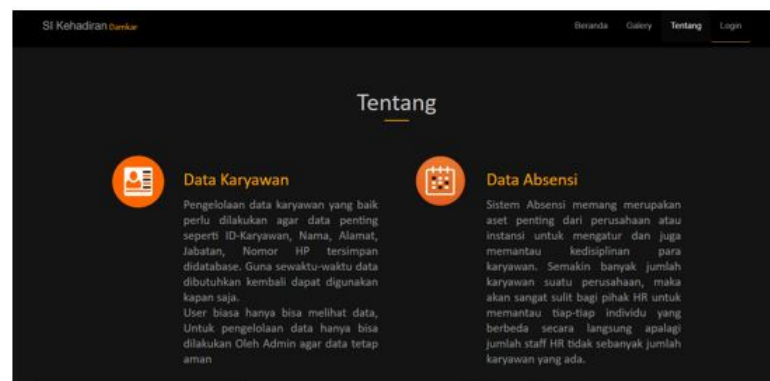 SI Kehadiran Damkar
Beranda Galery Tentang Login
Tentang
Data Karyawan
Pengelolaan data karyawan yang baik
perlu dilakukan agar data penting
seperti ID-Karyawan, Nama, Alamat,
Jabatan, Nomor HP tersimpan
didatabase. Guna sewaktu-waktu data
dibutuhkan kembali dapat digunakan
kapan saja.
User biasa hanya bisa melihat data,
Untuk pengelolaan data hanya bisa
dilakukan Oleh Admin agar data tetap
aman
Data Absensi
Sistem Absensi memang merupakan
aset penting dari perusahaan atau
instansi untuk mengatur dan juga
memantau kedisiplinan para
karyawan. Semakin banyak jumlah
karyawan suatu perusahaan, maka
akan sangat sulit bagi pihak HR untuk
memantau tiap-tiap individu yang
berbeda secara langsung apalagi
jumlah staff HR tidak sebanyak jumlah
karyawan yang ada.